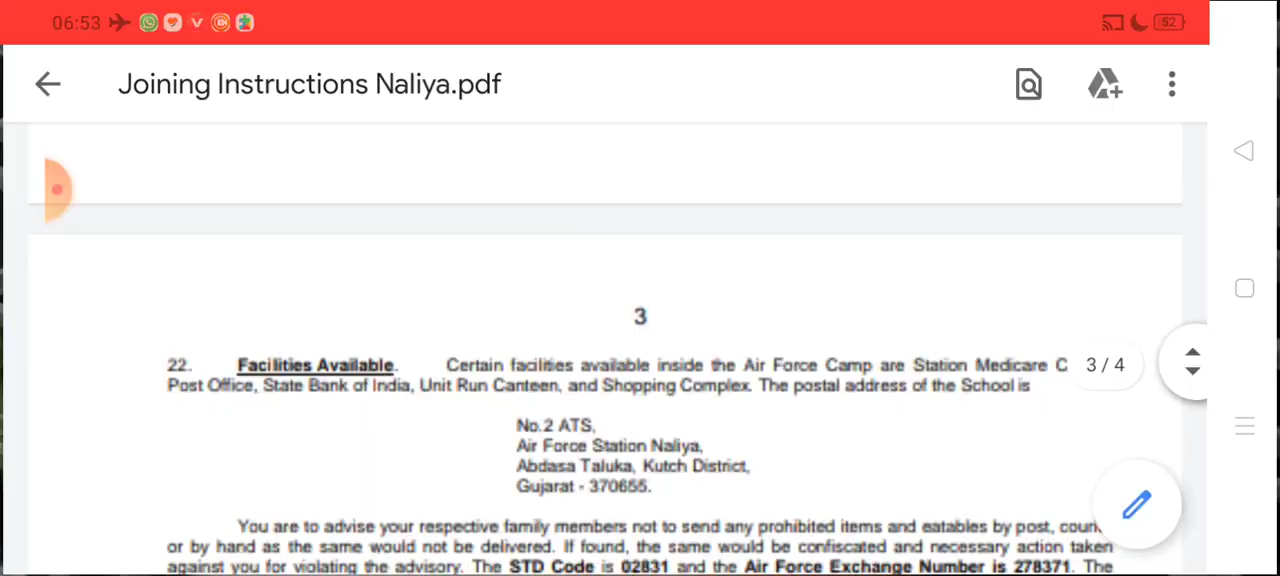 06:53
52
Joining Instructions Naliya.pdf
3
22. Facilities Available. Certain facilities available inside the Air Force Camp are Station Medicare C
3 / 4
Post Office, State Bank of India, Unit Run Canteen, and Shopping Complex. The postal address of the School is
No.2 ATS,
Air Force Station Naliya,
Abdasa Taluka, Kutch District,
Gujarat - 370655.
You are to advise your respective family members not to send any prohibited items and eatables by post,
or by hand as the same would not be delivered. If found, the same would be confiscated and necessary action taken
against you for violating the advisory. The STD Code is 02831 and the Air Force Exchange Number is 278371. The